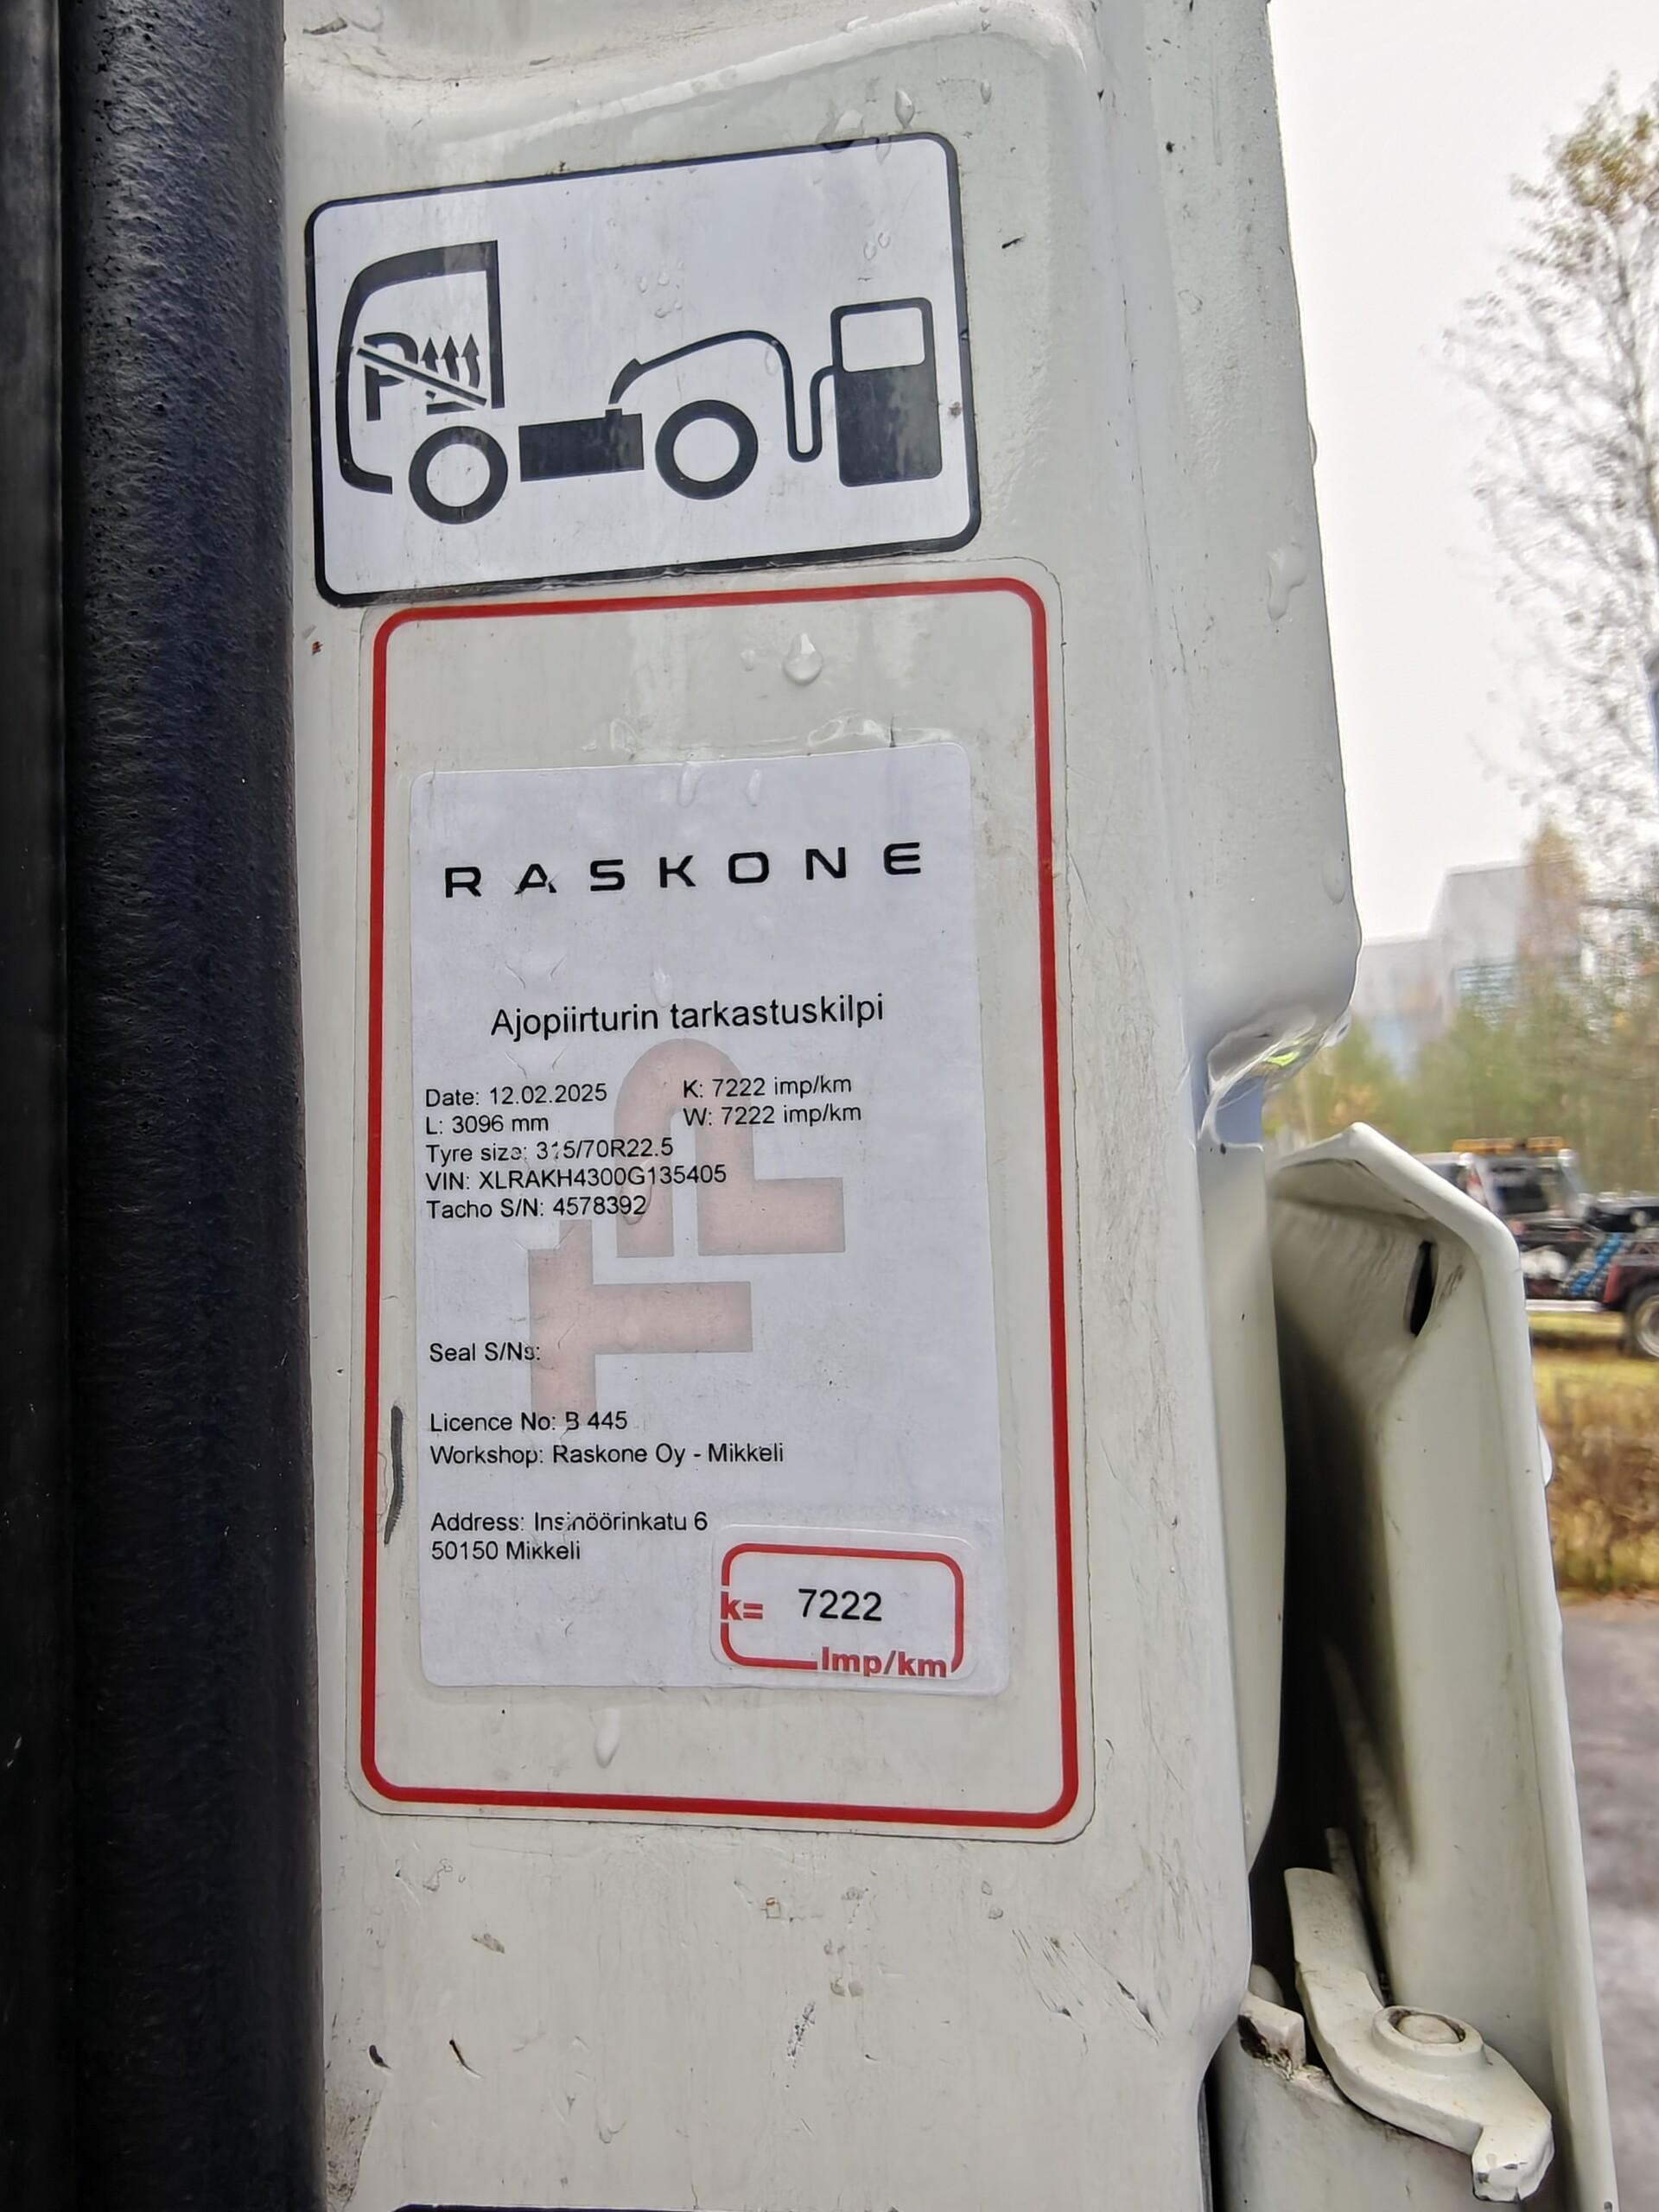 P
RASKONE
Ajopiirturin tarkastuskilpi
Date: 12.02.2025 K: 7222 imp/km
L: 3096 mm W: 7222 imp/km
Tyre size: 315/70R22.5
VIN: XLRAKH4300G135405
Tacho S/N: 4578392
Seal S/Ns:
Licence No: B 445
Workshop: Raskone Oy - Mikkeli
Address: Insinöörinkatu 6
50150 Mikkeli
k= 7222
Imp/km